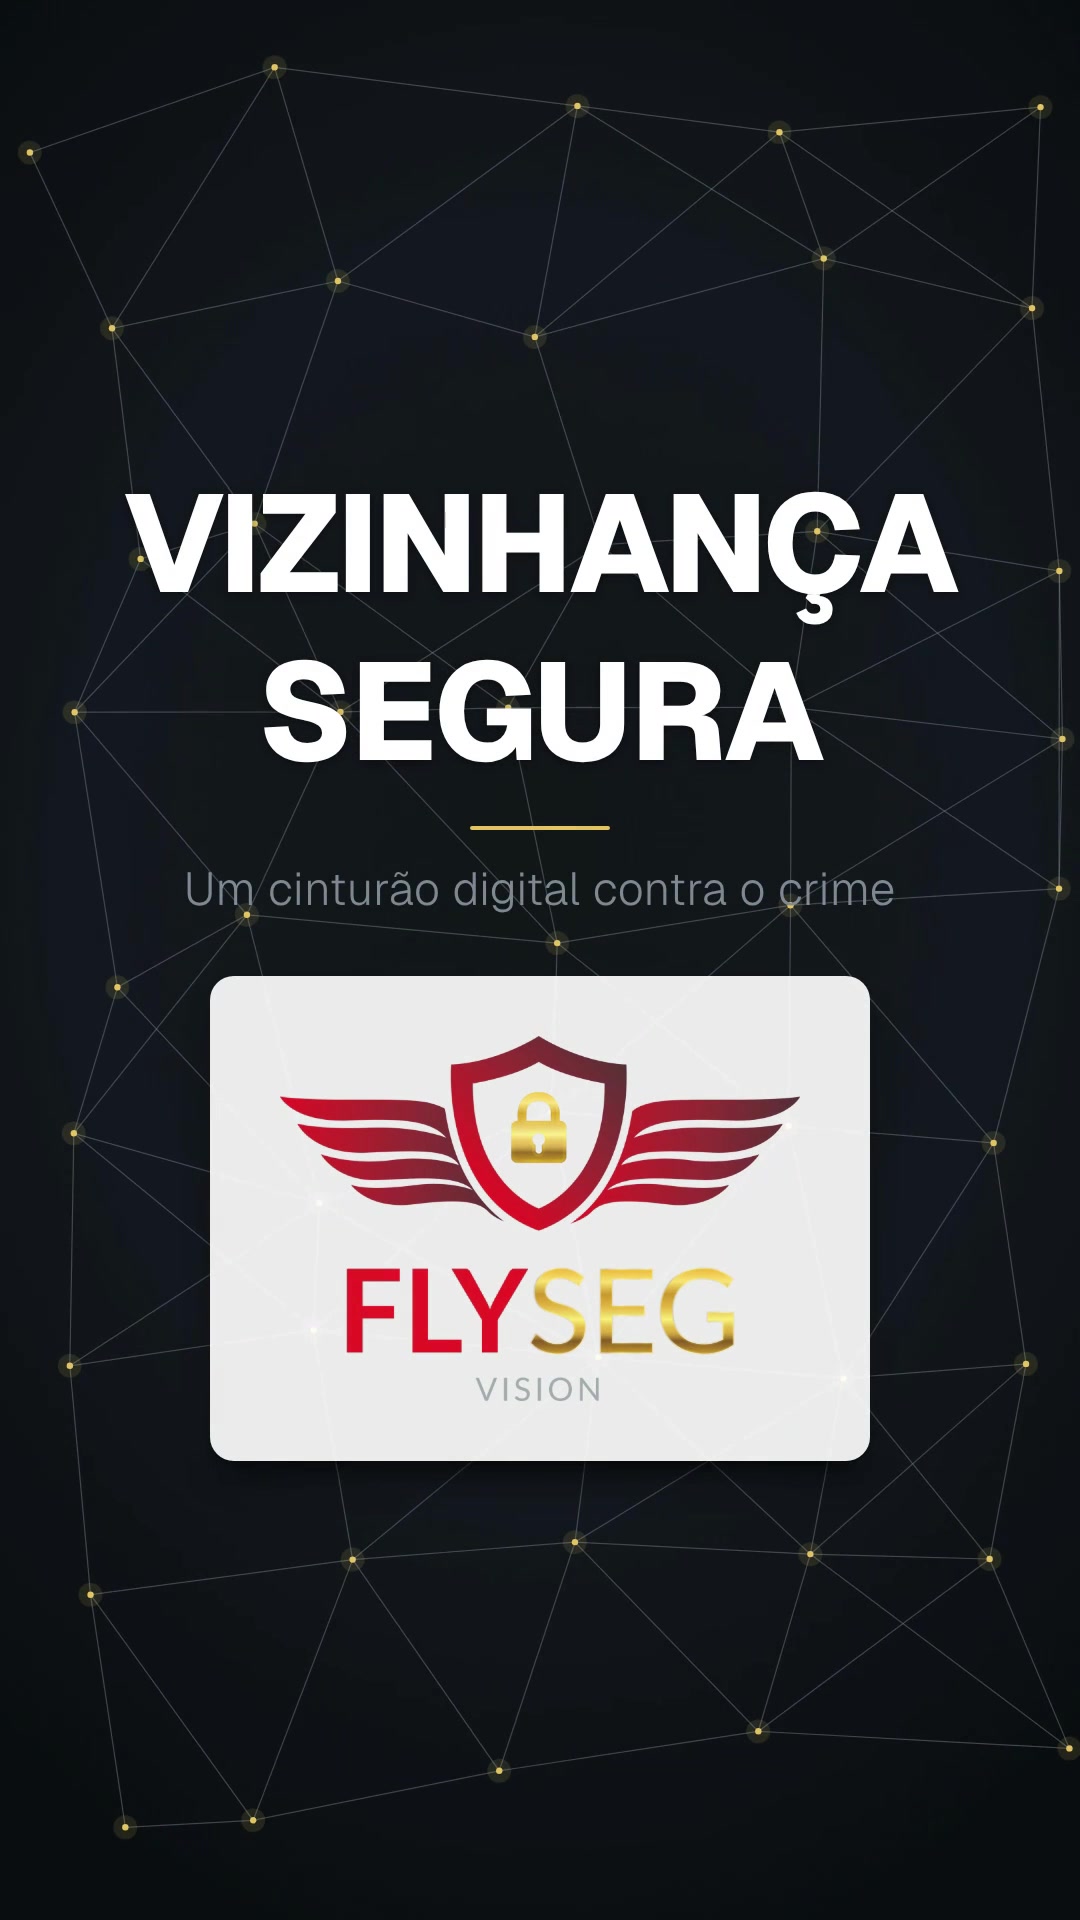 VIZINHANÇA
SEGURA
Um cinturão digital contra o crime
FLYSEG
VISION